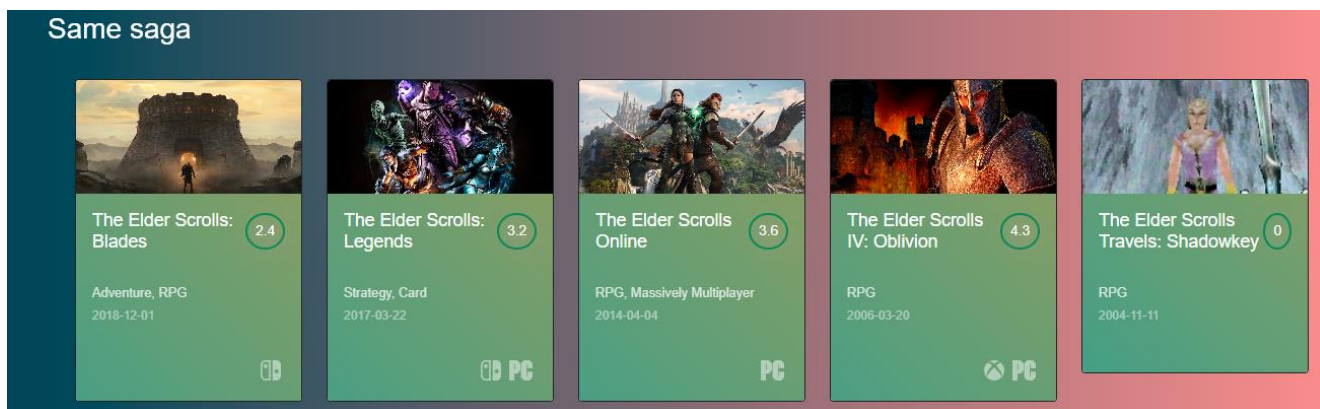 Same saga
The Elder Scrolls:
Blades
2.4
Adventure, RPG
2018-12-01
The Elder Scrolls:
Legends
3.2
Strategy, Card
2017-03-22
PC
The Elder Scrolls
Online
3.6
RPG, Massively Multiplayer
2014-04-04
PC
The Elder Scrolls
IV: Oblivion
4.3
RPG
2006-03-20
PC
The Elder Scrolls
Travels: Shadowkey
0
RPG
2004-11-11